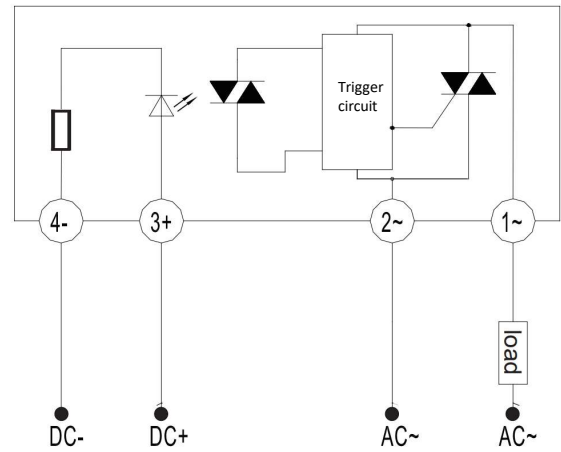 Trigger
circuit
4-
3+
2~
1~
load
DC-
DC+
AC~
AC~